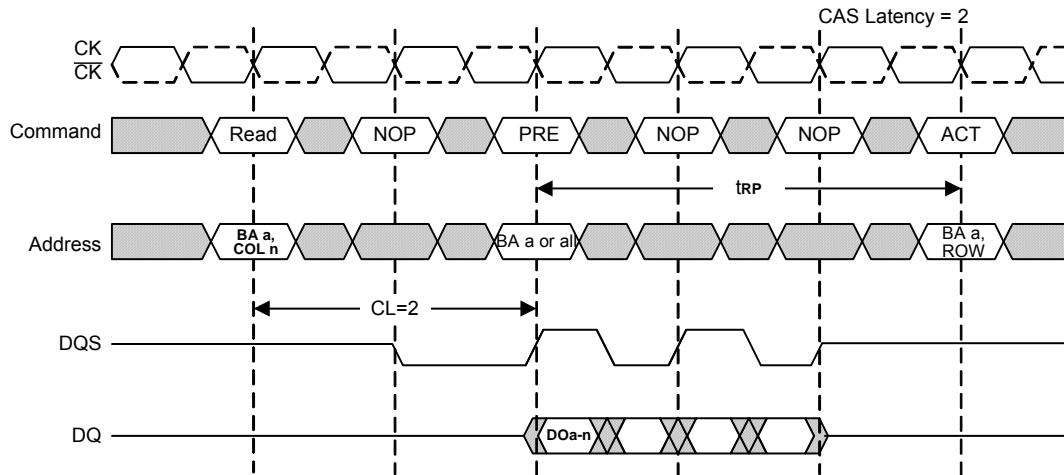 CAS Latency = 2
CK
CK
Command
Read
NOP
PRE
NOP
NOP
ACT
tRP
Address
BA a,
COL n
BA a or all
BA a,
ROW
CL=2
DQS
DQ
DOa-n